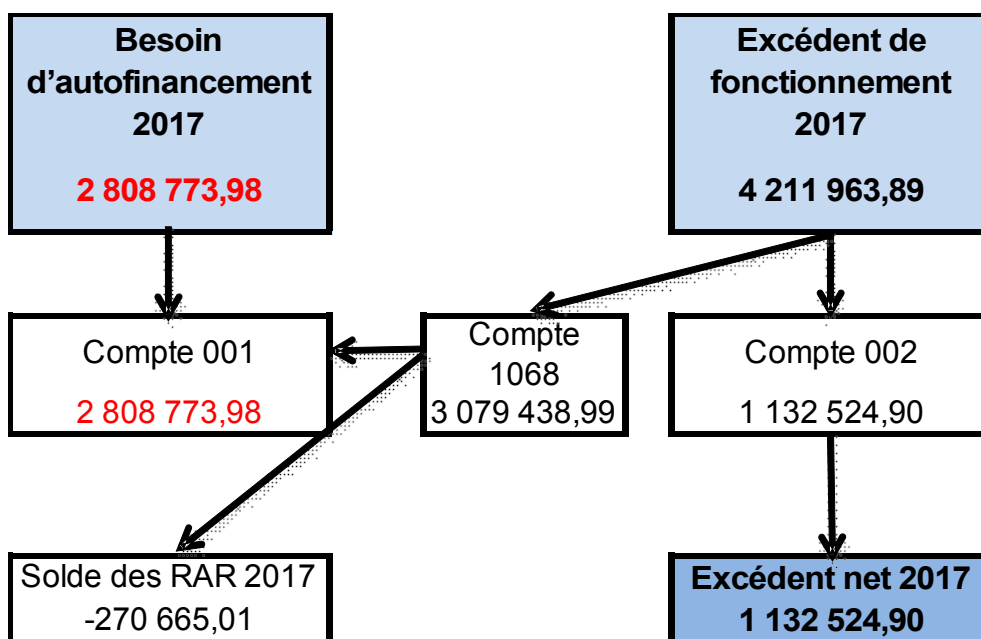 Besoin
d'autofinancement
2017
2 808 773,98
Excédent de
fonctionnement
2017
4 211 963,89
Compte 001
2 808 773,98
Compte
1068
3 079 438,99
Compte 002
1 132 524,90
Solde des RAR 2017
-270 665,01
Excédent net 2017
1 132 524,90